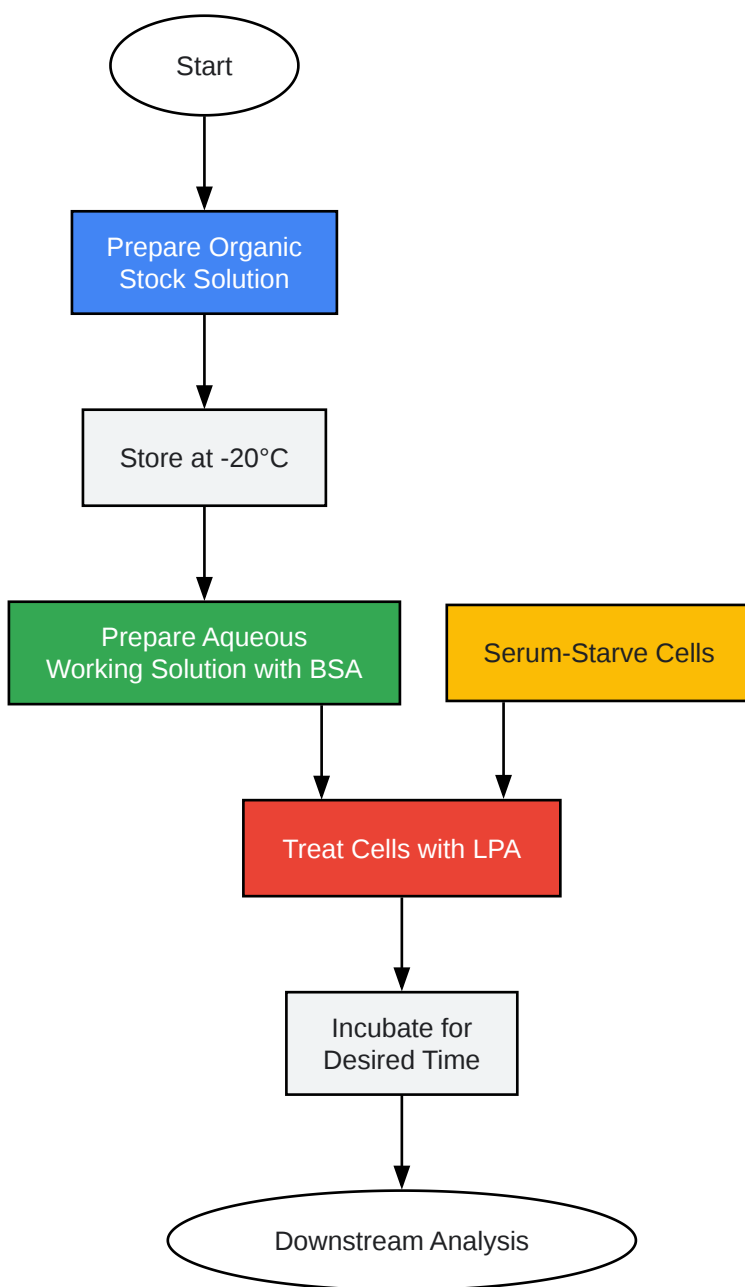 Start
Prepare Organic
Stock Solution
Store at -20°C
Prepare Aqueous
Working Solution with BSA
Serum-Starve Cells
Treat Cells with LPA
Incubate for
Desired Time
Downstream Analysis